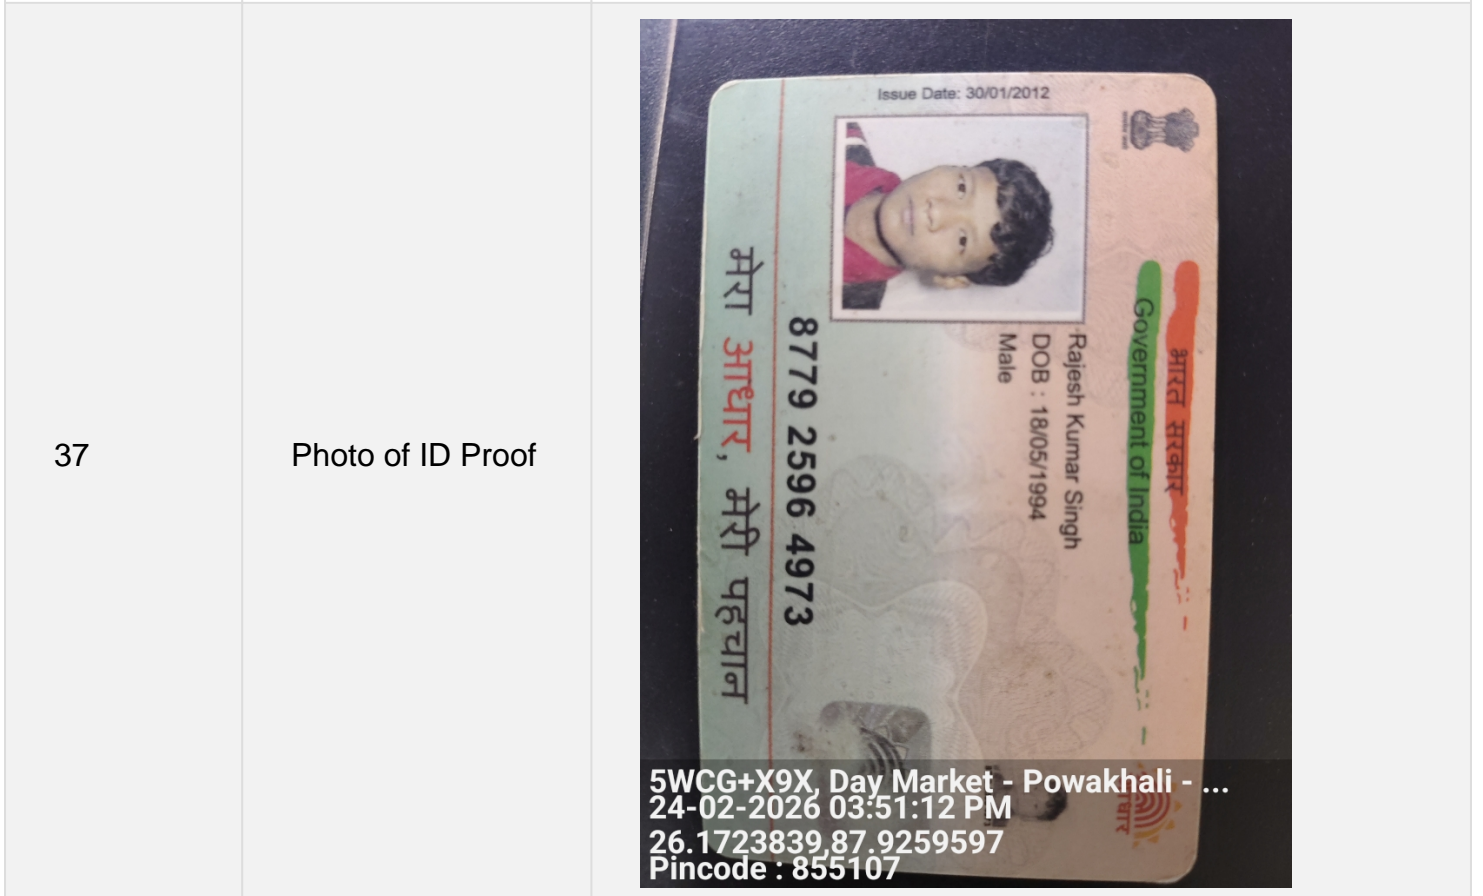 37
Photo of ID Proof
Issue Date: 30/01/2012
भारत सरकार
Government of India
Rajesh Kumar Singh
DOB : 18/05/1994
Male
8779 2596 4973
मेरा आधार, मेरी पहचान
5WCG+X9X, Day Market - Powakhali - ...
24-02-2026 03:51:12 PM
26.1723839,87.9259597
Pincode : 855107